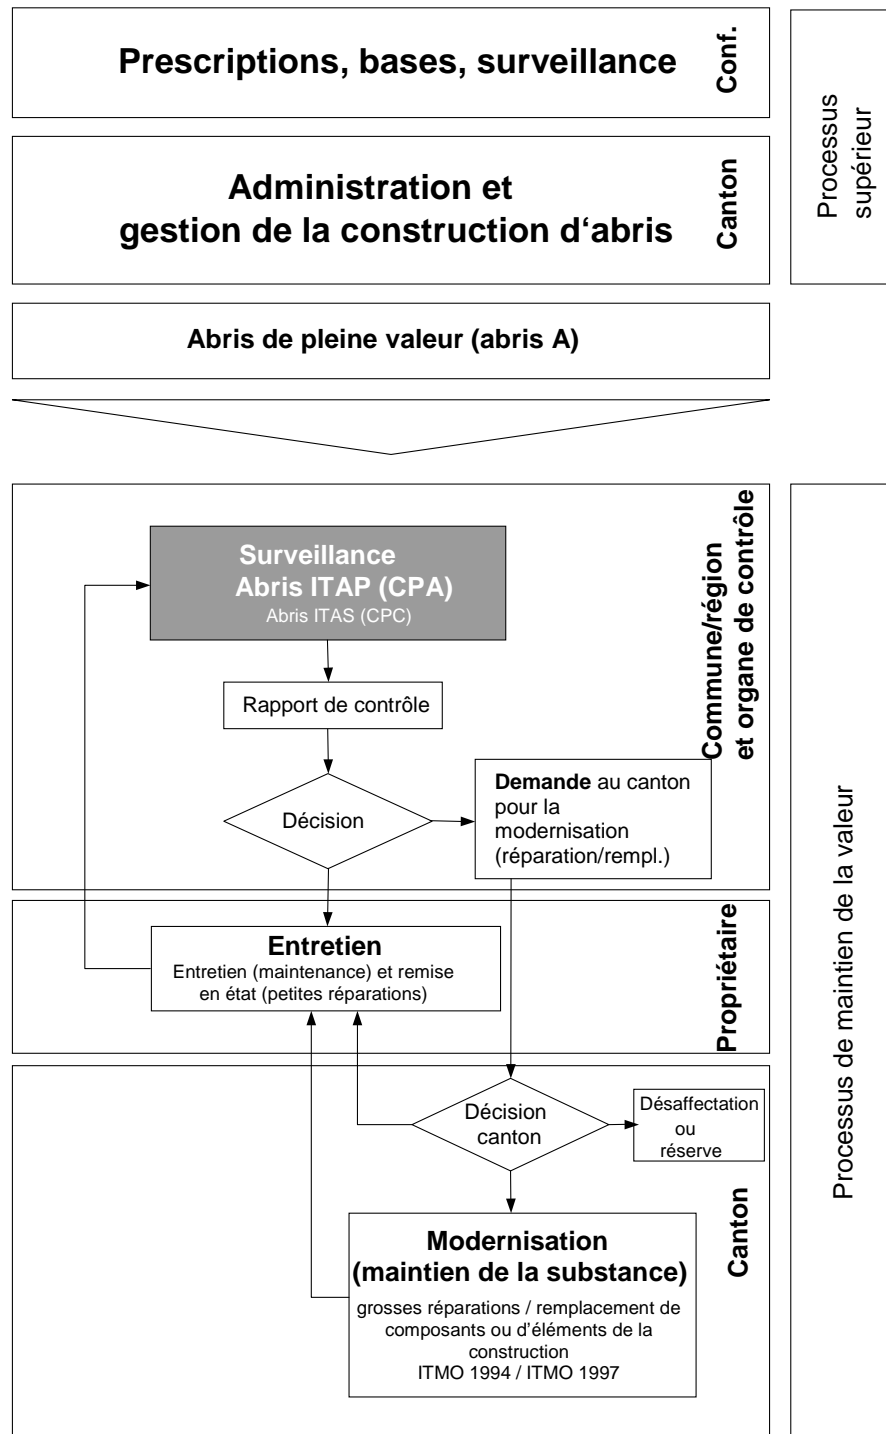 Prescriptions, bases, surveillance
Conf.
Processus
supérieur
Administration et
gestion de la construction d‘abris
Canton
Abris de pleine valeur (abris A)
Commune/région
et organe de contrôle
Processus de maintien de la valeur
Surveillance
Abris ITAP (CPA)
Abris ITAS (CPC)
Rapport de contrôle
Décision
Demande au canton
pour la
modernisation
(réparation/rempl.)
Propriétaire
Entretien
Entretien (maintenance) et remise
en état (petites réparations)
Décision
canton
Désaffectation
ou
réserve
Canton
Modernisation
(maintien de la substance)
grosses réparations / remplacement de
composants ou d’éléments de la
construction
ITMO 1994 / ITMO 1997